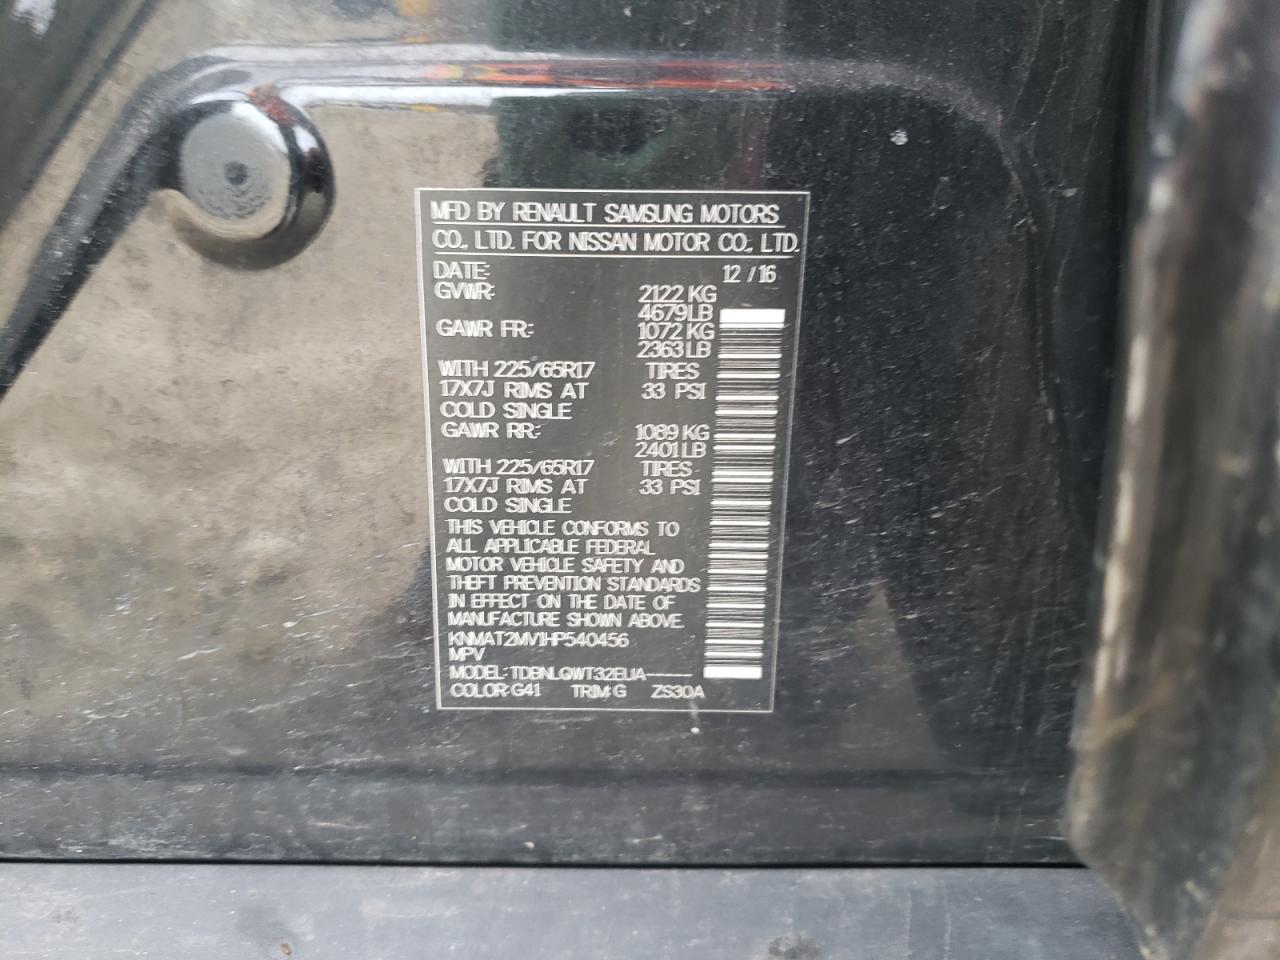 MFD BY RENAULT SAMSUNG MOTORS
CO., LTD. FOR NISSAN MOTOR CO., LTD.
DATE: 12 /16
GVWR: 2122 KG
4679LB
GAWR FR: 1072 KG
2363LB
WITH 225/65R17 TIRES
17X7J RIMS AT 33 PSI
COLD SINGLE
GAWR RR: 1089 KG
2401LB
WITH 225/65R17 TIRES
17X7J RIMS AT 33 PSI
COLD SINGLE
THIS VEHICLE CONFORMS TO
ALL APPLICABLE FEDERAL
MOTOR VEHICLE SAFETY AND
THEFT PREVENTION STANDARDS
IN EFFECT ON THE DATE OF
MANUFACTURE SHOWN ABOVE.
KNMAT2MV1HP540456
MPV
MODEL: TDBNLQWT32EUA-----
COLOR:G41 TRIM:G ZS30A